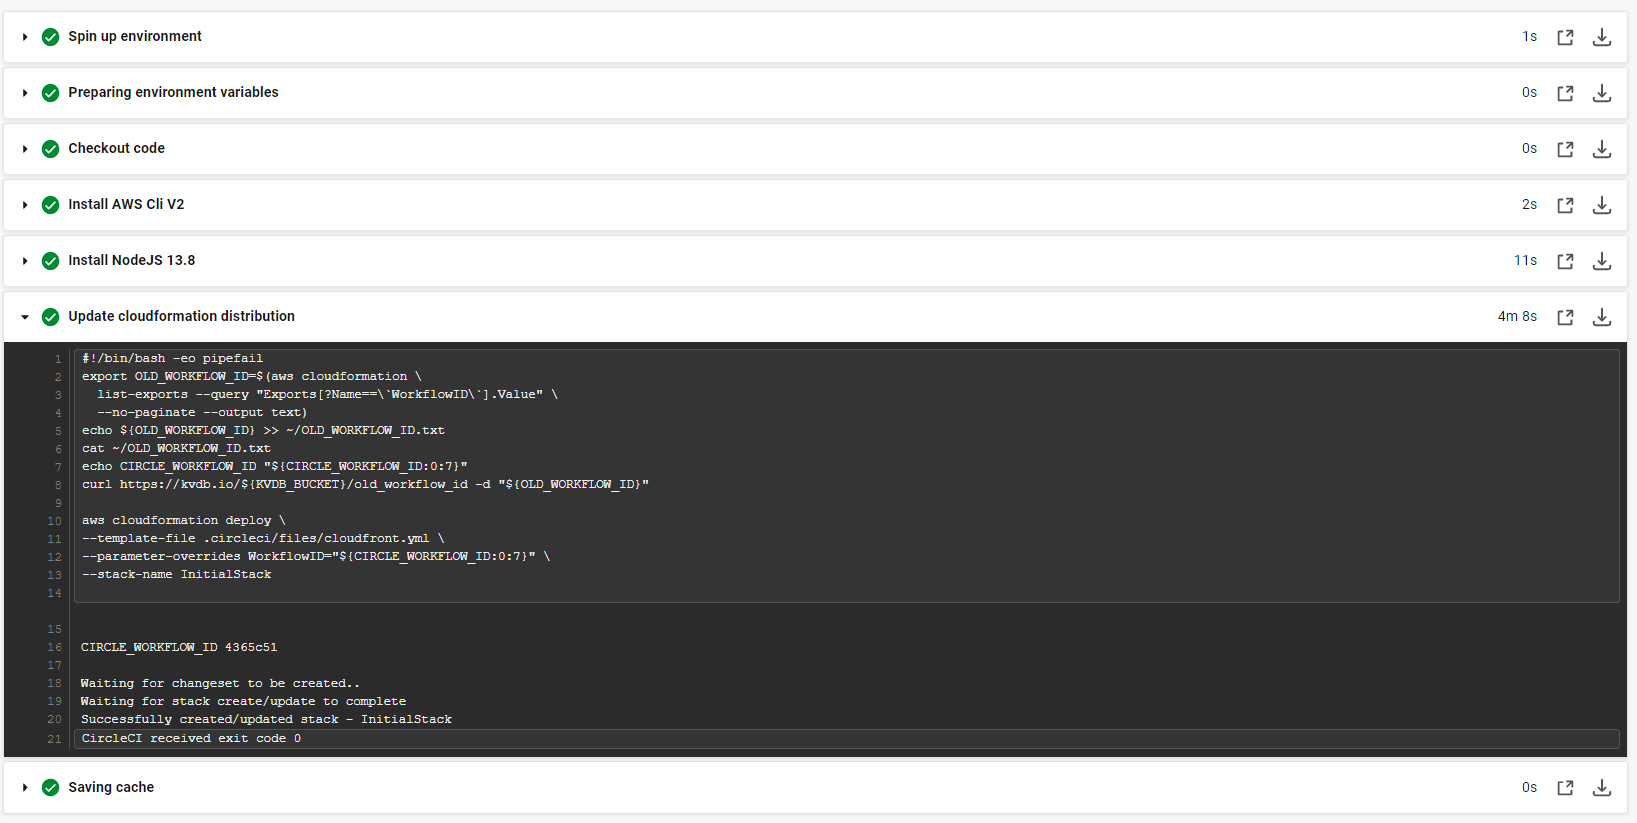 Spin up environment 1s
Preparing environment variables 0s
Checkout code 0s
Install AWS Cli V2 2s
Install NodeJS 13.8 11s
Update cloudformation distribution 4m 8s
1 #!/bin/bash -eo pipefail
2 export OLD_WORKFLOW_ID=$(aws cloudformation \
3   list-exports --query "Exports[?Name==\`WorkflowID\`].Value" \
4   --no-paginate --output text)
5 echo ${OLD_WORKFLOW_ID} >> ~/OLD_WORKFLOW_ID.txt
6 cat ~/OLD_WORKFLOW_ID.txt
7 echo CIRCLE_WORKFLOW_ID "${CIRCLE_WORKFLOW_ID:0:7}"
8 curl https://kvdb.io/${KVDB_BUCKET}/old_workflow_id -d "${OLD_WORKFLOW_ID}"
9
10 aws cloudformation deploy \
11 --template-file .circleci/files/cloudfront.yml \
12 --parameter-overrides WorkflowID="${CIRCLE_WORKFLOW_ID:0:7}" \
13 --stack-name InitialStack
14
15
16 CIRCLE_WORKFLOW_ID 4365c51
17
18 Waiting for changeset to be created..
19 Waiting for stack create/update to complete
20 Successfully created/updated stack - InitialStack
21 CircleCI received exit code 0
Saving cache 0s